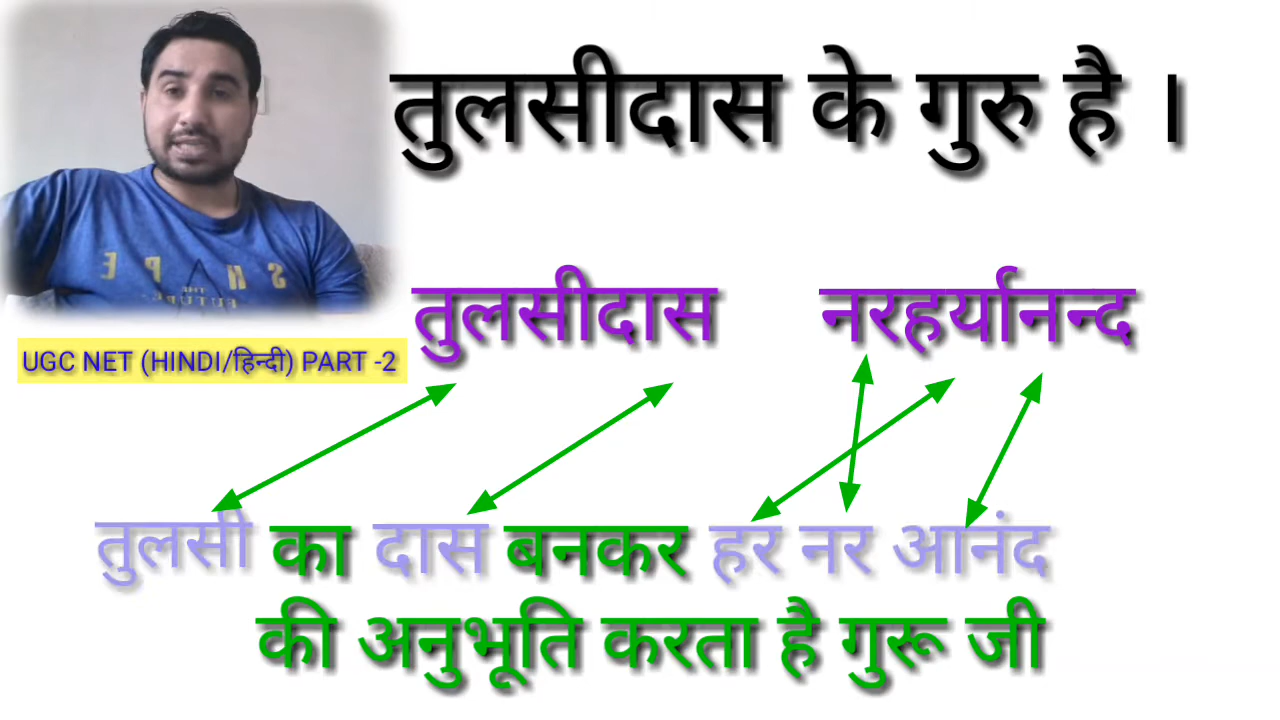 तुलसीदास के गुरु है ।
तुलसीदास नरहर्यानन्द
UGC NET (HINDI/हिन्दी) PART -2
तुलसी का दास बनकर हर नर आनंद
की अनुभूति करता है गुरू जी